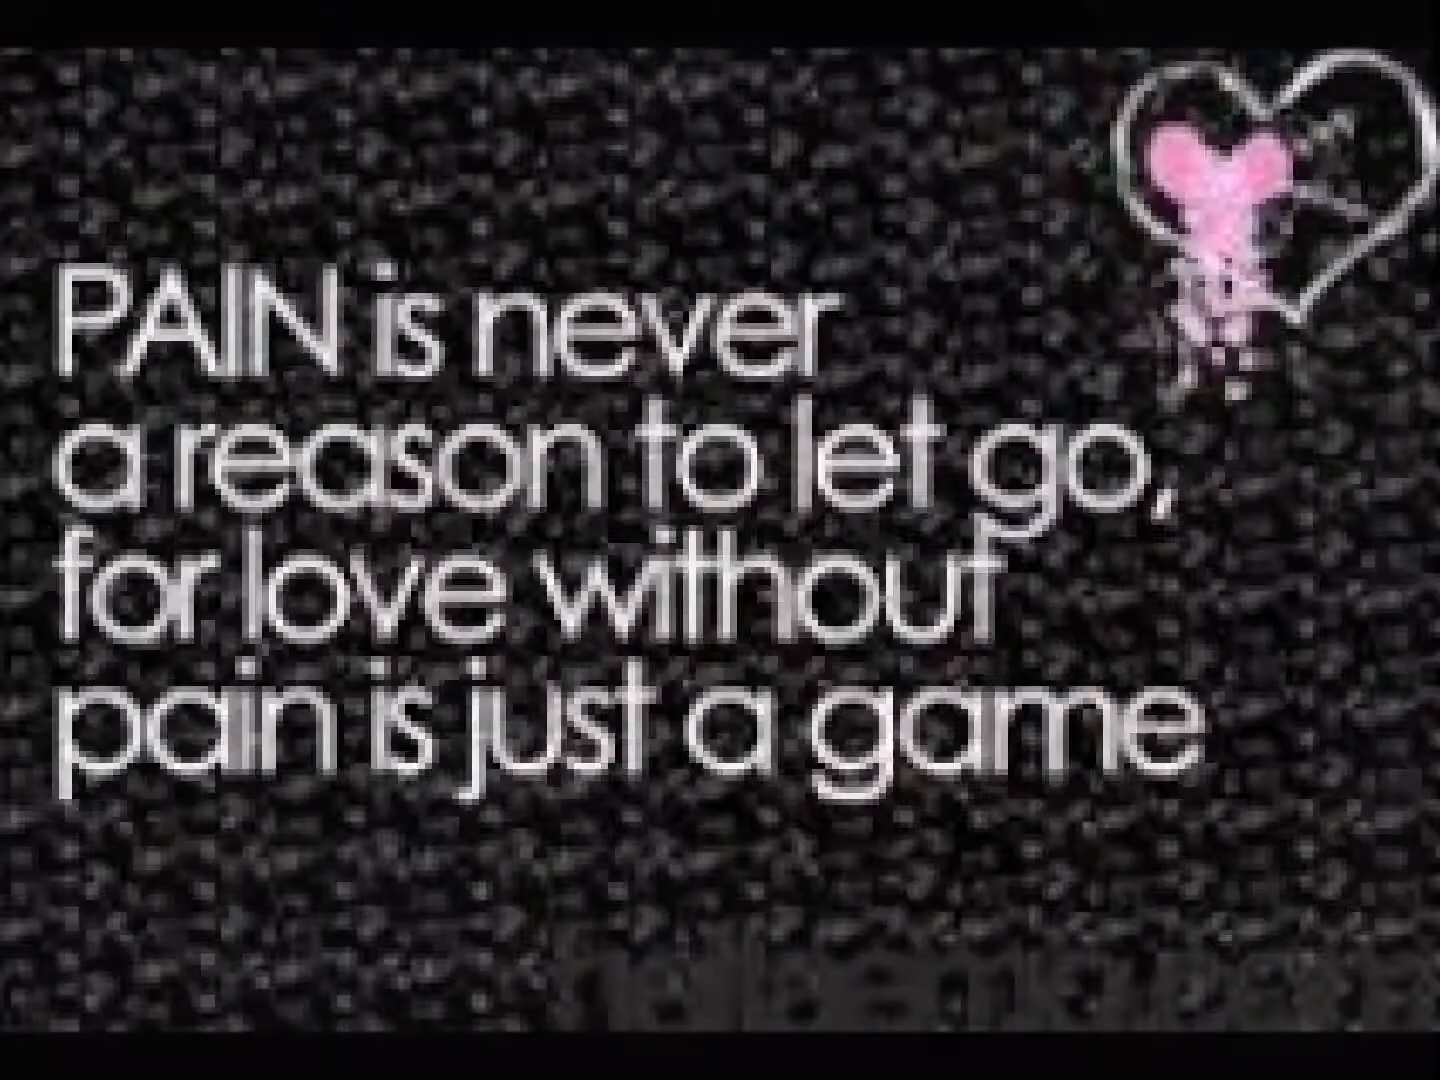 PAIN is never
a reason to let go,
for love without
pain is just a game